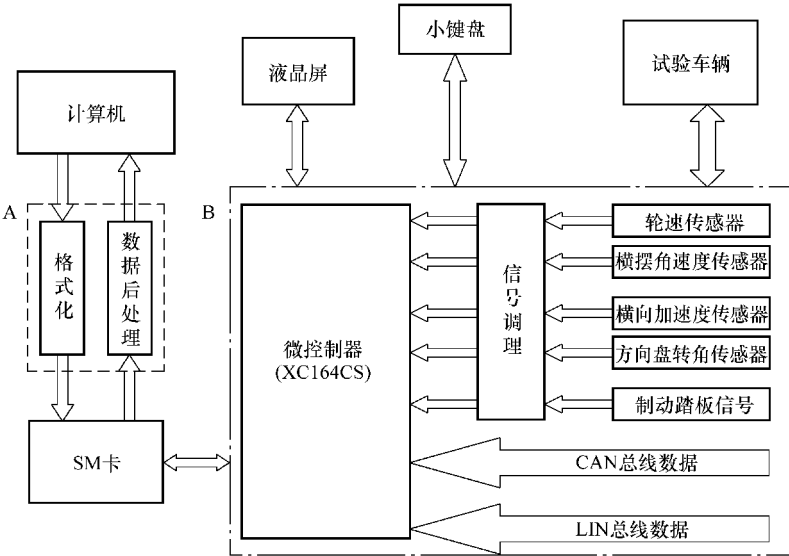 小键盘
液晶屏
试验车辆
计算机
A
B
格式化
数据后处理
SM卡
微控制器
(XC164CS)
信号调理
轮速传感器
横摆角速度传感器
横向加速度传感器
方向盘转角传感器
制动踏板信号
CAN总线数据
LIN总线数据